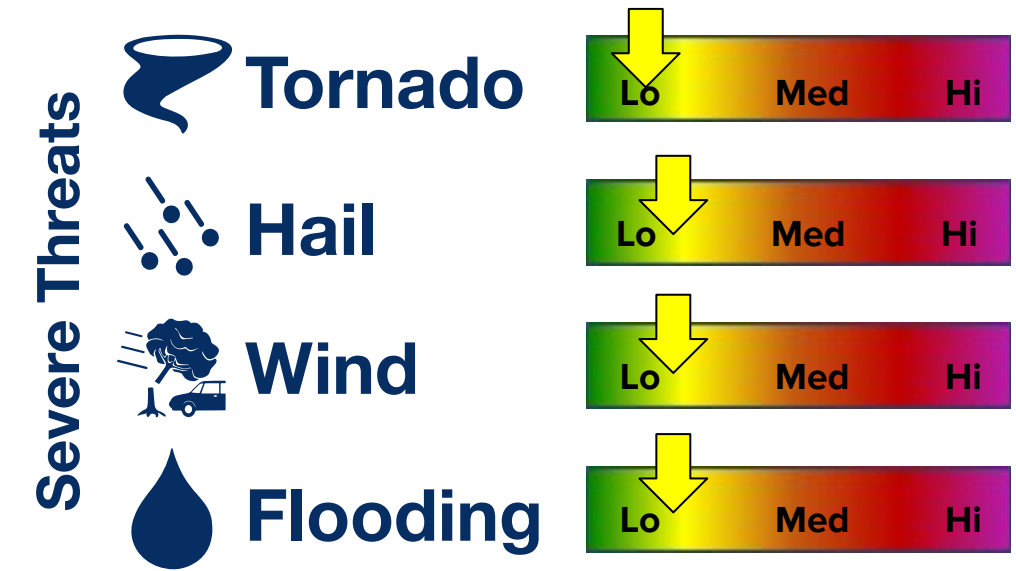 Severe Threats
Tornado
Lo Med Hi
Hail
Lo Med Hi
Wind
Lo Med Hi
Flooding
Lo Med Hi